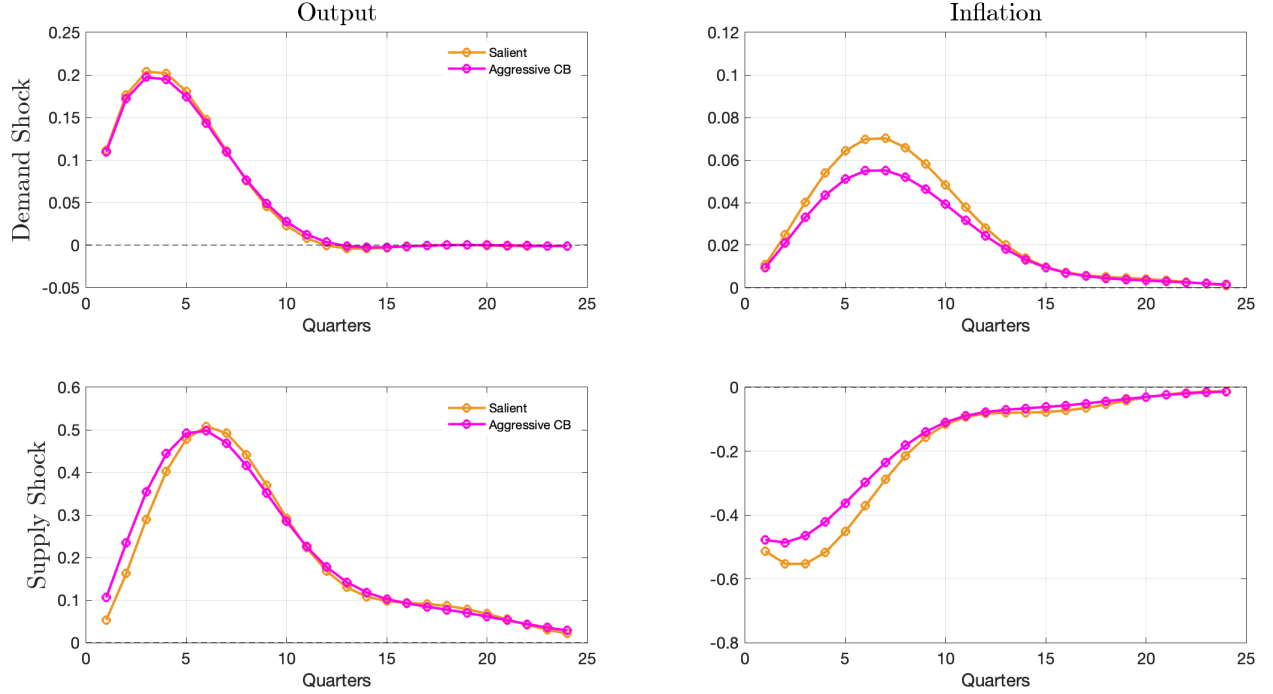 Output
Inflation
Demand Shock
0.25
0.2
0.15
0.1
0.05
0
-0.05
0 5 10 15 20 25
Quarters
Salient
Aggressive CB
0.12
0.1
0.08
0.06
0.04
0.02
0
0 5 10 15 20 25
Quarters
Supply Shock
0.6
0.5
0.4
0.3
0.2
0.1
0
0 5 10 15 20 25
Quarters
Salient
Aggressive CB
0
-0.2
-0.4
-0.6
-0.8
0 5 10 15 20 25
Quarters